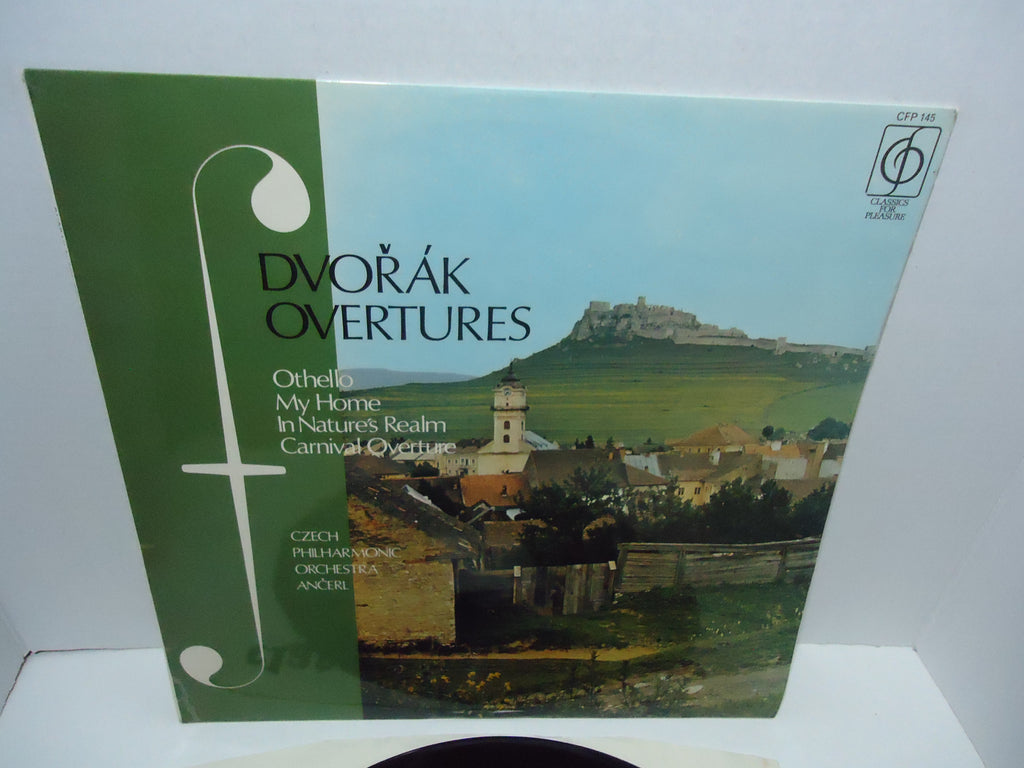 CFP 145
CLASSICS
FOR
PLEASURE
DVOŘÁK
OVERTURES
Othello
My Home
In Nature's Realm
Carnival Overture
CZECH
PHILHARMONIC
ORCHESTRA
ANČERL